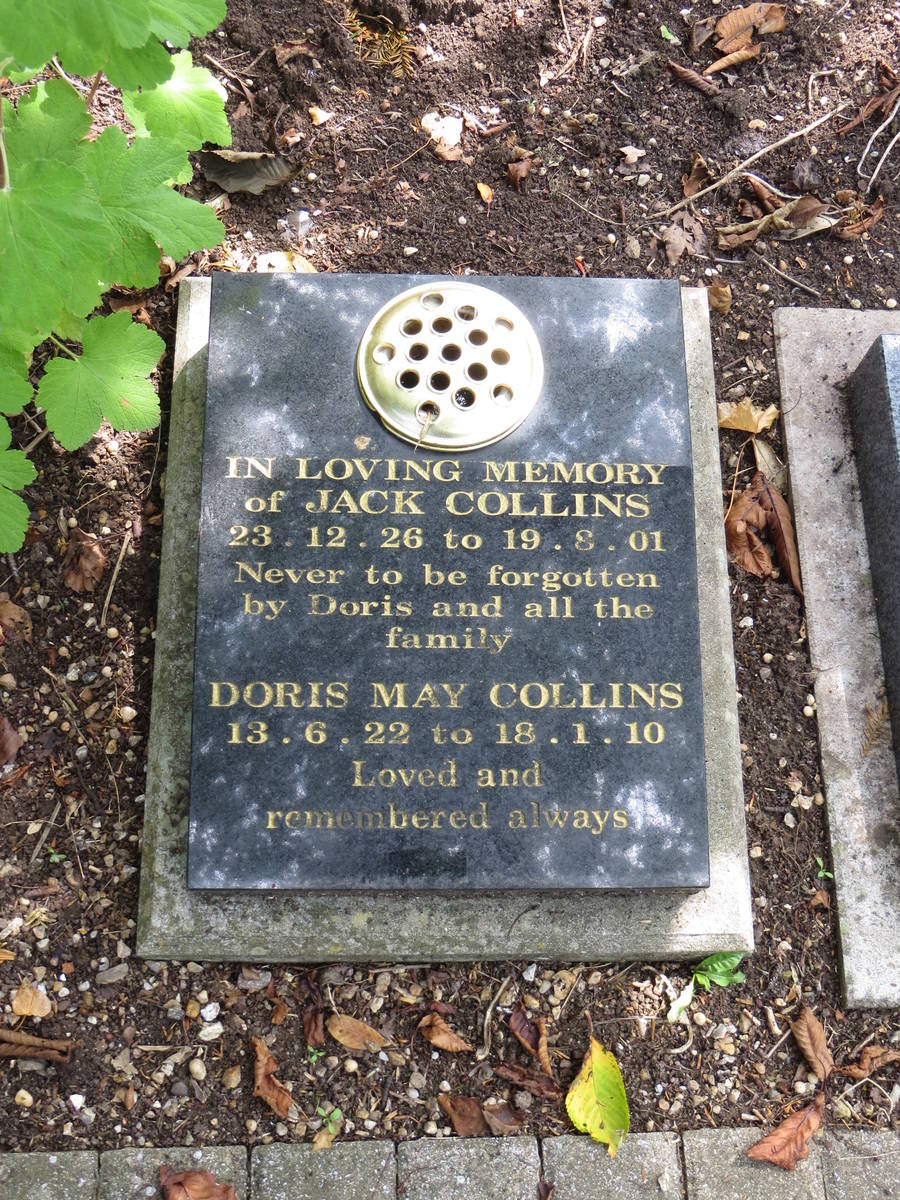 IN LOVING MEMORY
of JACK COLLINS
23 . 12 . 26 to 19 . 8 . 01
Never to be forgotten
by Doris and all the
family
DORIS MAY COLLINS
13 . 6 . 22 to 18 . 1 . 10
Loved and
remembered always